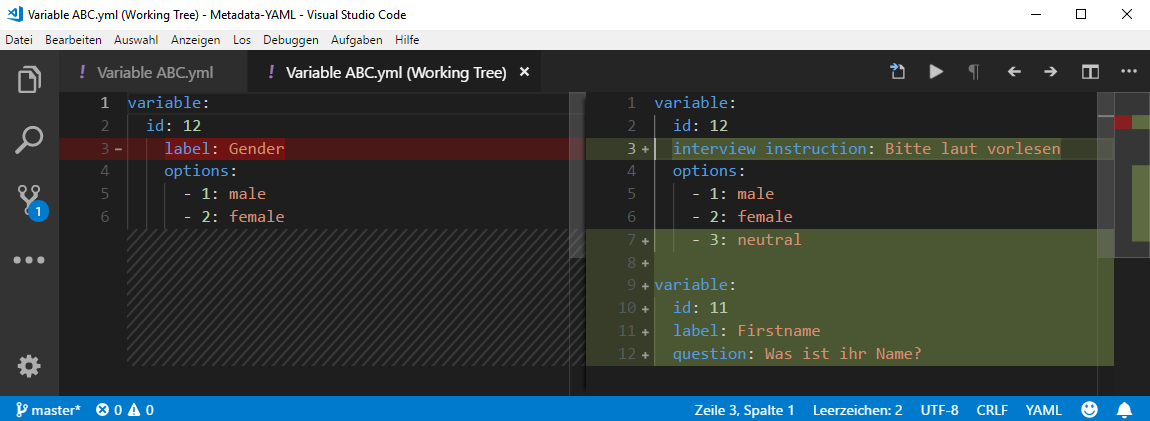 Variable ABC.yml (Working Tree) - Metadata-YAML - Visual Studio Code
Datei Bearbeiten Auswahl Anzeigen Los Debuggen Aufgaben Hilfe
! Variable ABC.yml ! Variable ABC.yml (Working Tree) ×
1 variable:
2 id: 12
3 - label: Gender
4 options:
5 - 1: male
6 - 2: female
1 variable:
2 id: 12
3 + interview instruction: Bitte laut vorlesen
4 options:
5 - 1: male
6 - 2: female
7 + - 3: neutral
8 +
9 + variable:
10 + id: 11
11 + label: Firstname
12 + question: Was ist ihr Name?
1
master* 0 0 Zeile 3, Spalte 1 Leerzeichen: 2 UTF-8 CRLF YAML